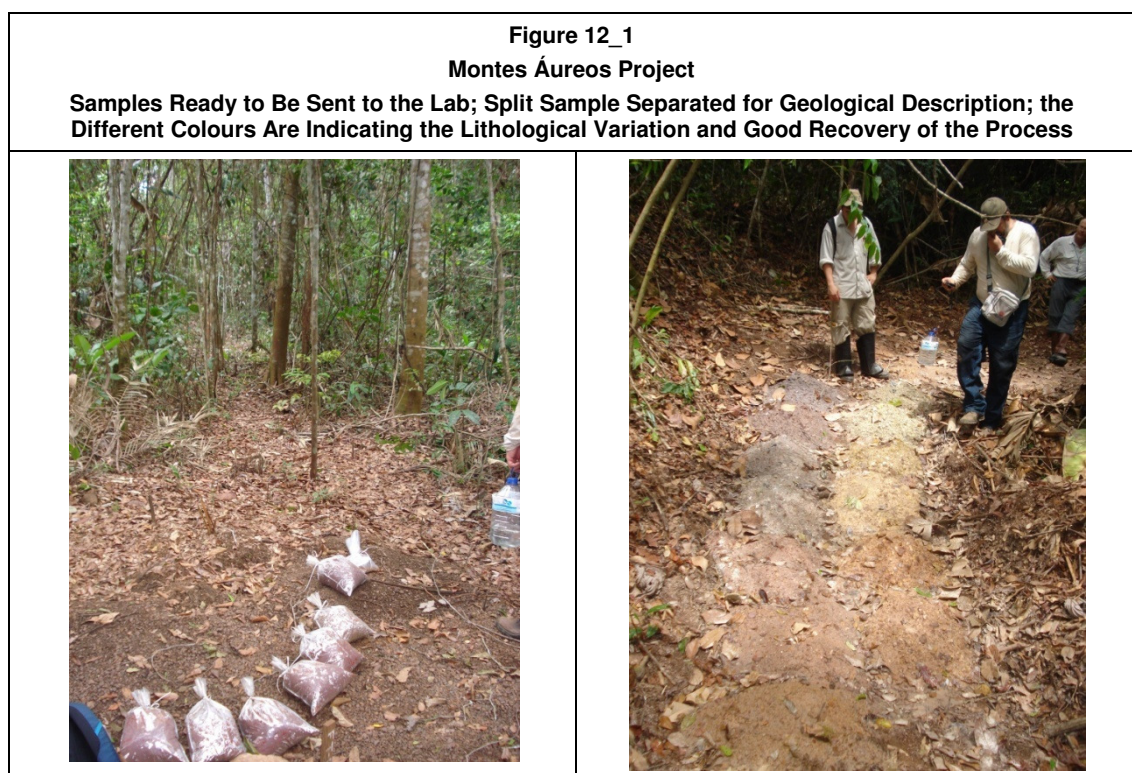 Figure 12_1
Montes Áureos Project
Samples Ready to Be Sent to the Lab; Split Sample Separated for Geological Description; the
Different Colours Are Indicating the Lithological Variation and Good Recovery of the Process